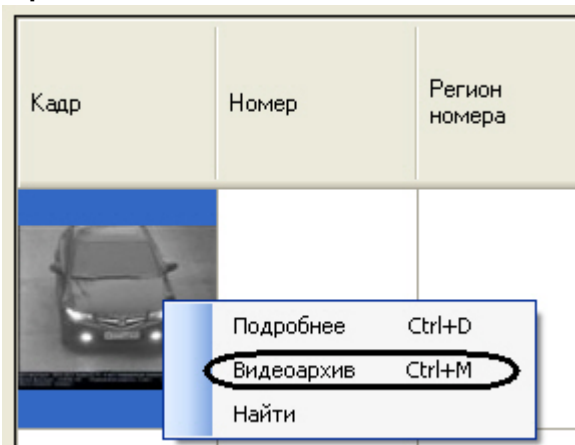 Кадр
Номер
Регион
номера
Подробнее Ctrl+D
Видеоархив Ctrl+M
Найти